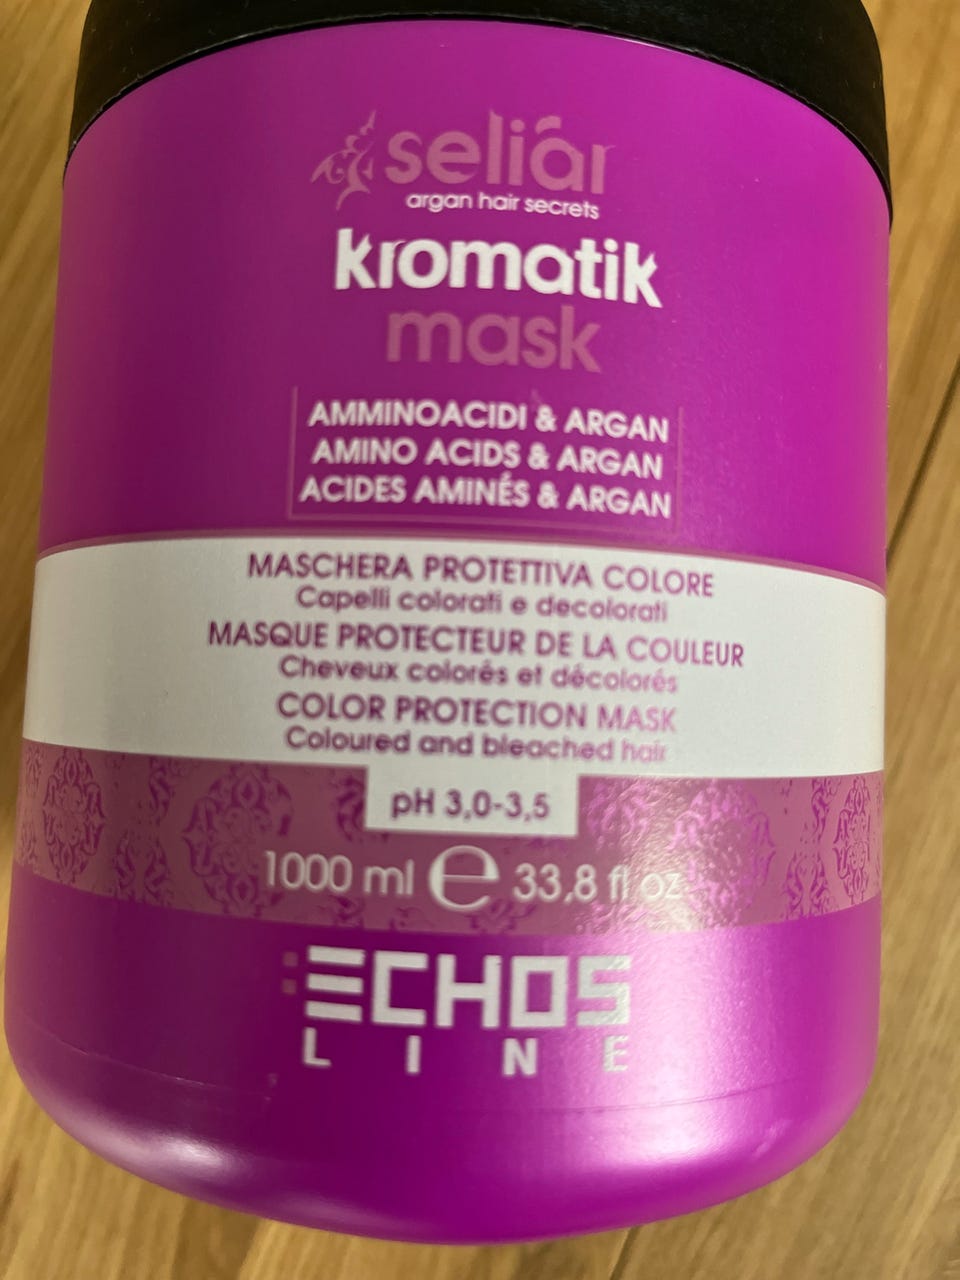 seliár
argan hair secrets
kromatik
mask
AMMINOACIDI & ARGAN
AMINO ACIDS & ARGAN
ACIDES AMINÉS & ARGAN
MASCHERA PROTETTIVA COLORE
Capelli colorati e decolorati
MASQUE PROTECTEUR DE LA COULEUR
Cheveux colorés et décolorés
COLOR PROTECTION MASK
Coloured and bleached hair
pH 3,0-3,5
1000 ml ℮ 33,8 fl oz
ECHOS
LINE